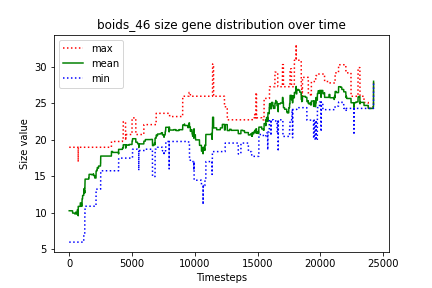 boids_46 size gene distribution over time
max
mean
min
Size value
30
25
20
15
10
5
0
5000
10000
15000
20000
25000
Timesteps